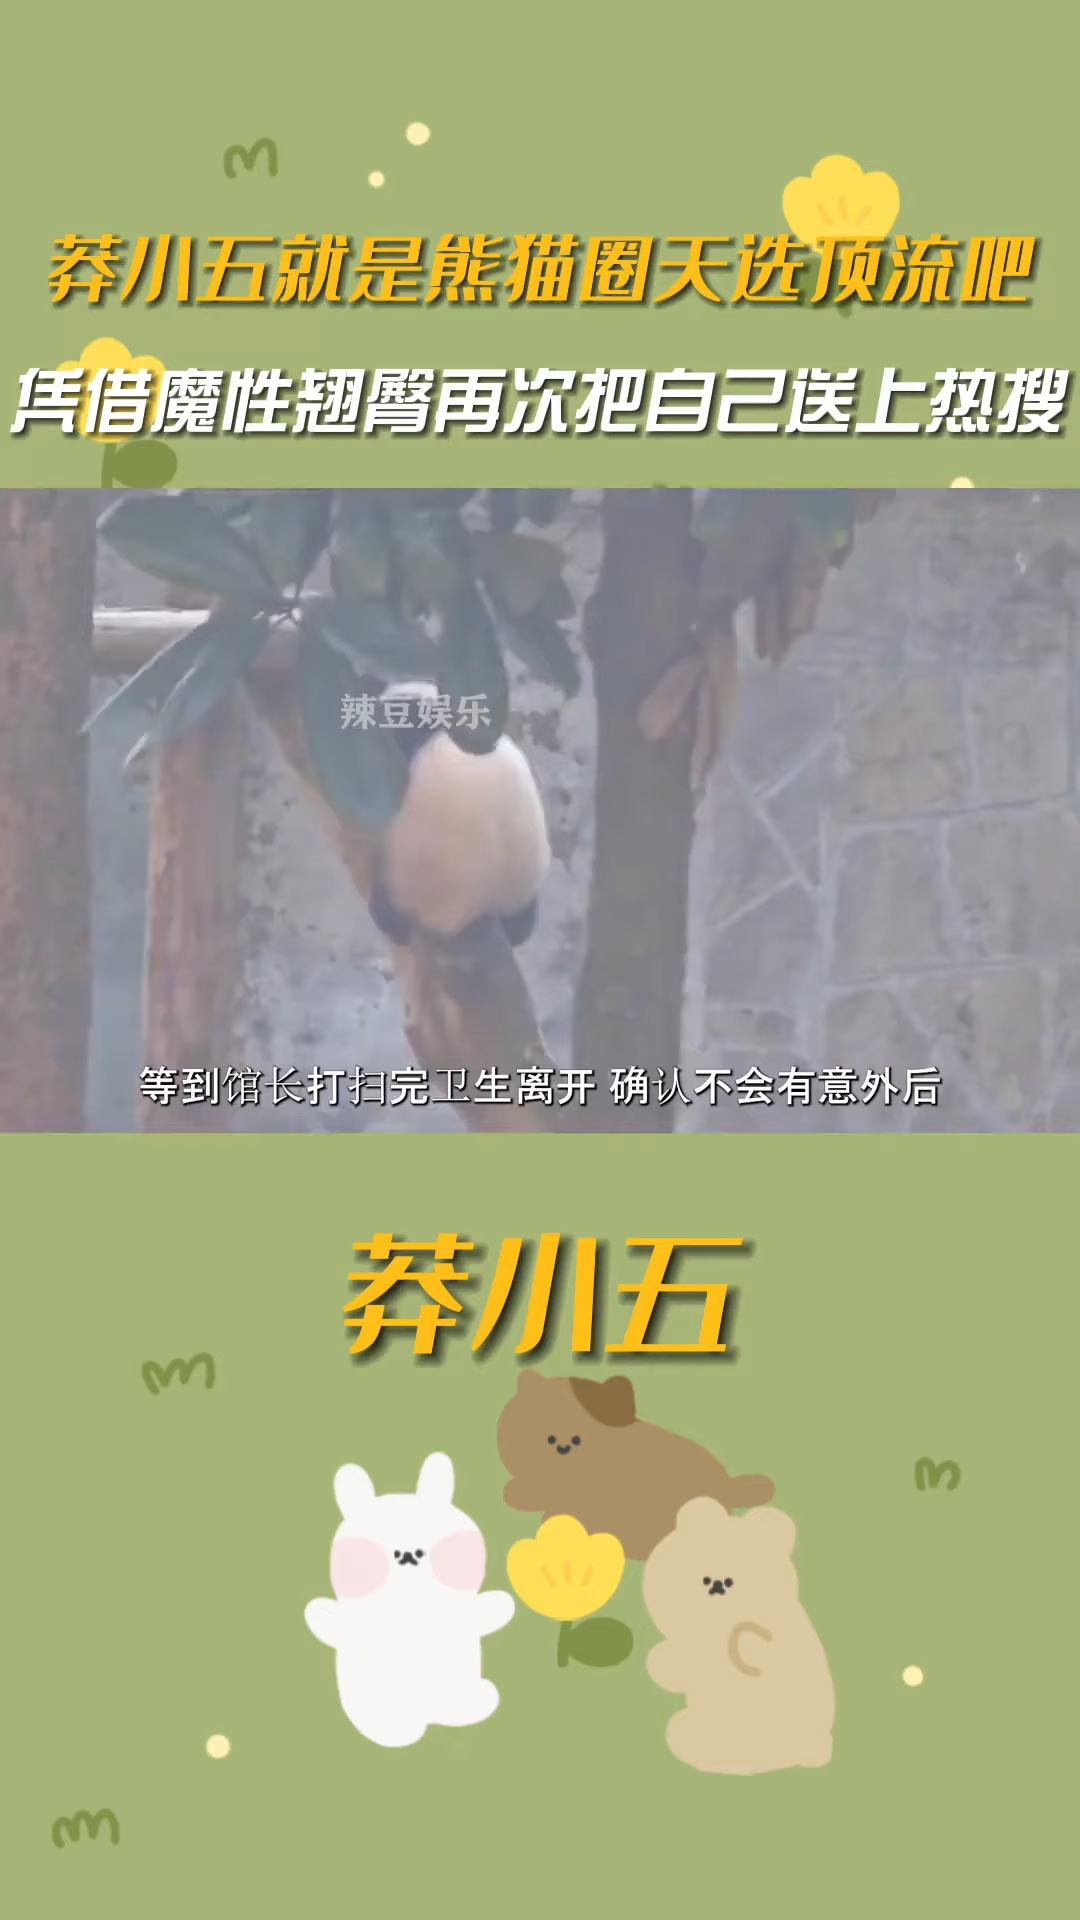 莽小五就是熊猫圈天选顶流吧
凭借魔性翘臀再次把自己送上热搜
辣豆娱乐
等到馆长打扫完卫生离开 确认不会有意外后
莽小五